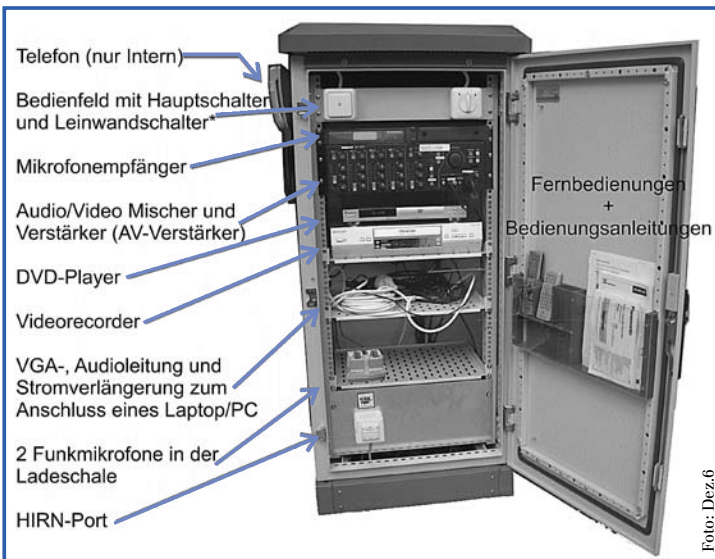 Telefon (nur Intern)
Bedienfeld mit Hauptschalter
und Leinwandschalter*
Mikrofonempfänger
Audio/Video Mischer und
Verstärker (AV-Verstärker)
DVD-Player
Videorecorder
VGA-, Audioleitung und
Stromverlängerung zum
Anschluss eines Laptop/PC
2 Funkmikrofone in der
Ladeschale
HIRN-Port
Fernbedienungen
+
Bedienungsanleitungen
Foto: Dez.6